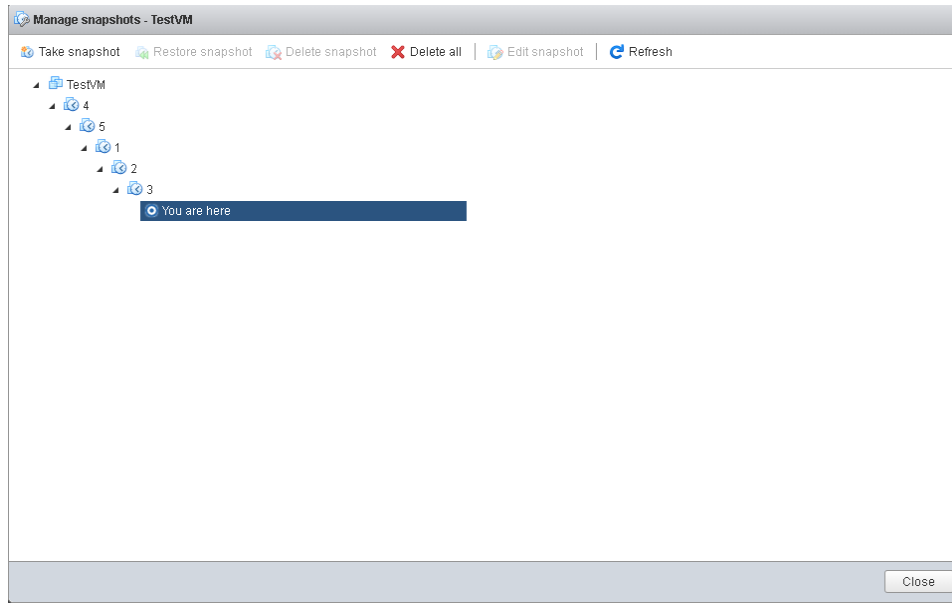 Manage snapshots - TestVM
Take snapshot Restore snapshot Delete snapshot Delete all Edit snapshot Refresh
TestVM
4
5
1
2
3
You are here
Close